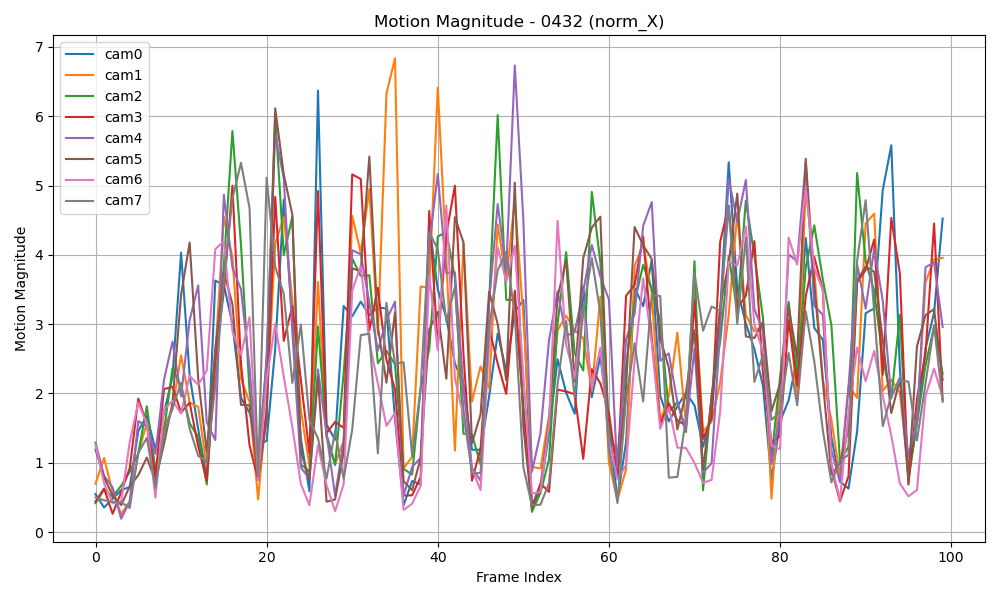 Motion Magnitude - 0432 (norm_X)
7
6
5
4
3
2
1
0
Motion Magnitude
cam0
cam1
cam2
cam3
cam4
cam5
cam6
cam7
0 20 40 60 80 100
Frame Index